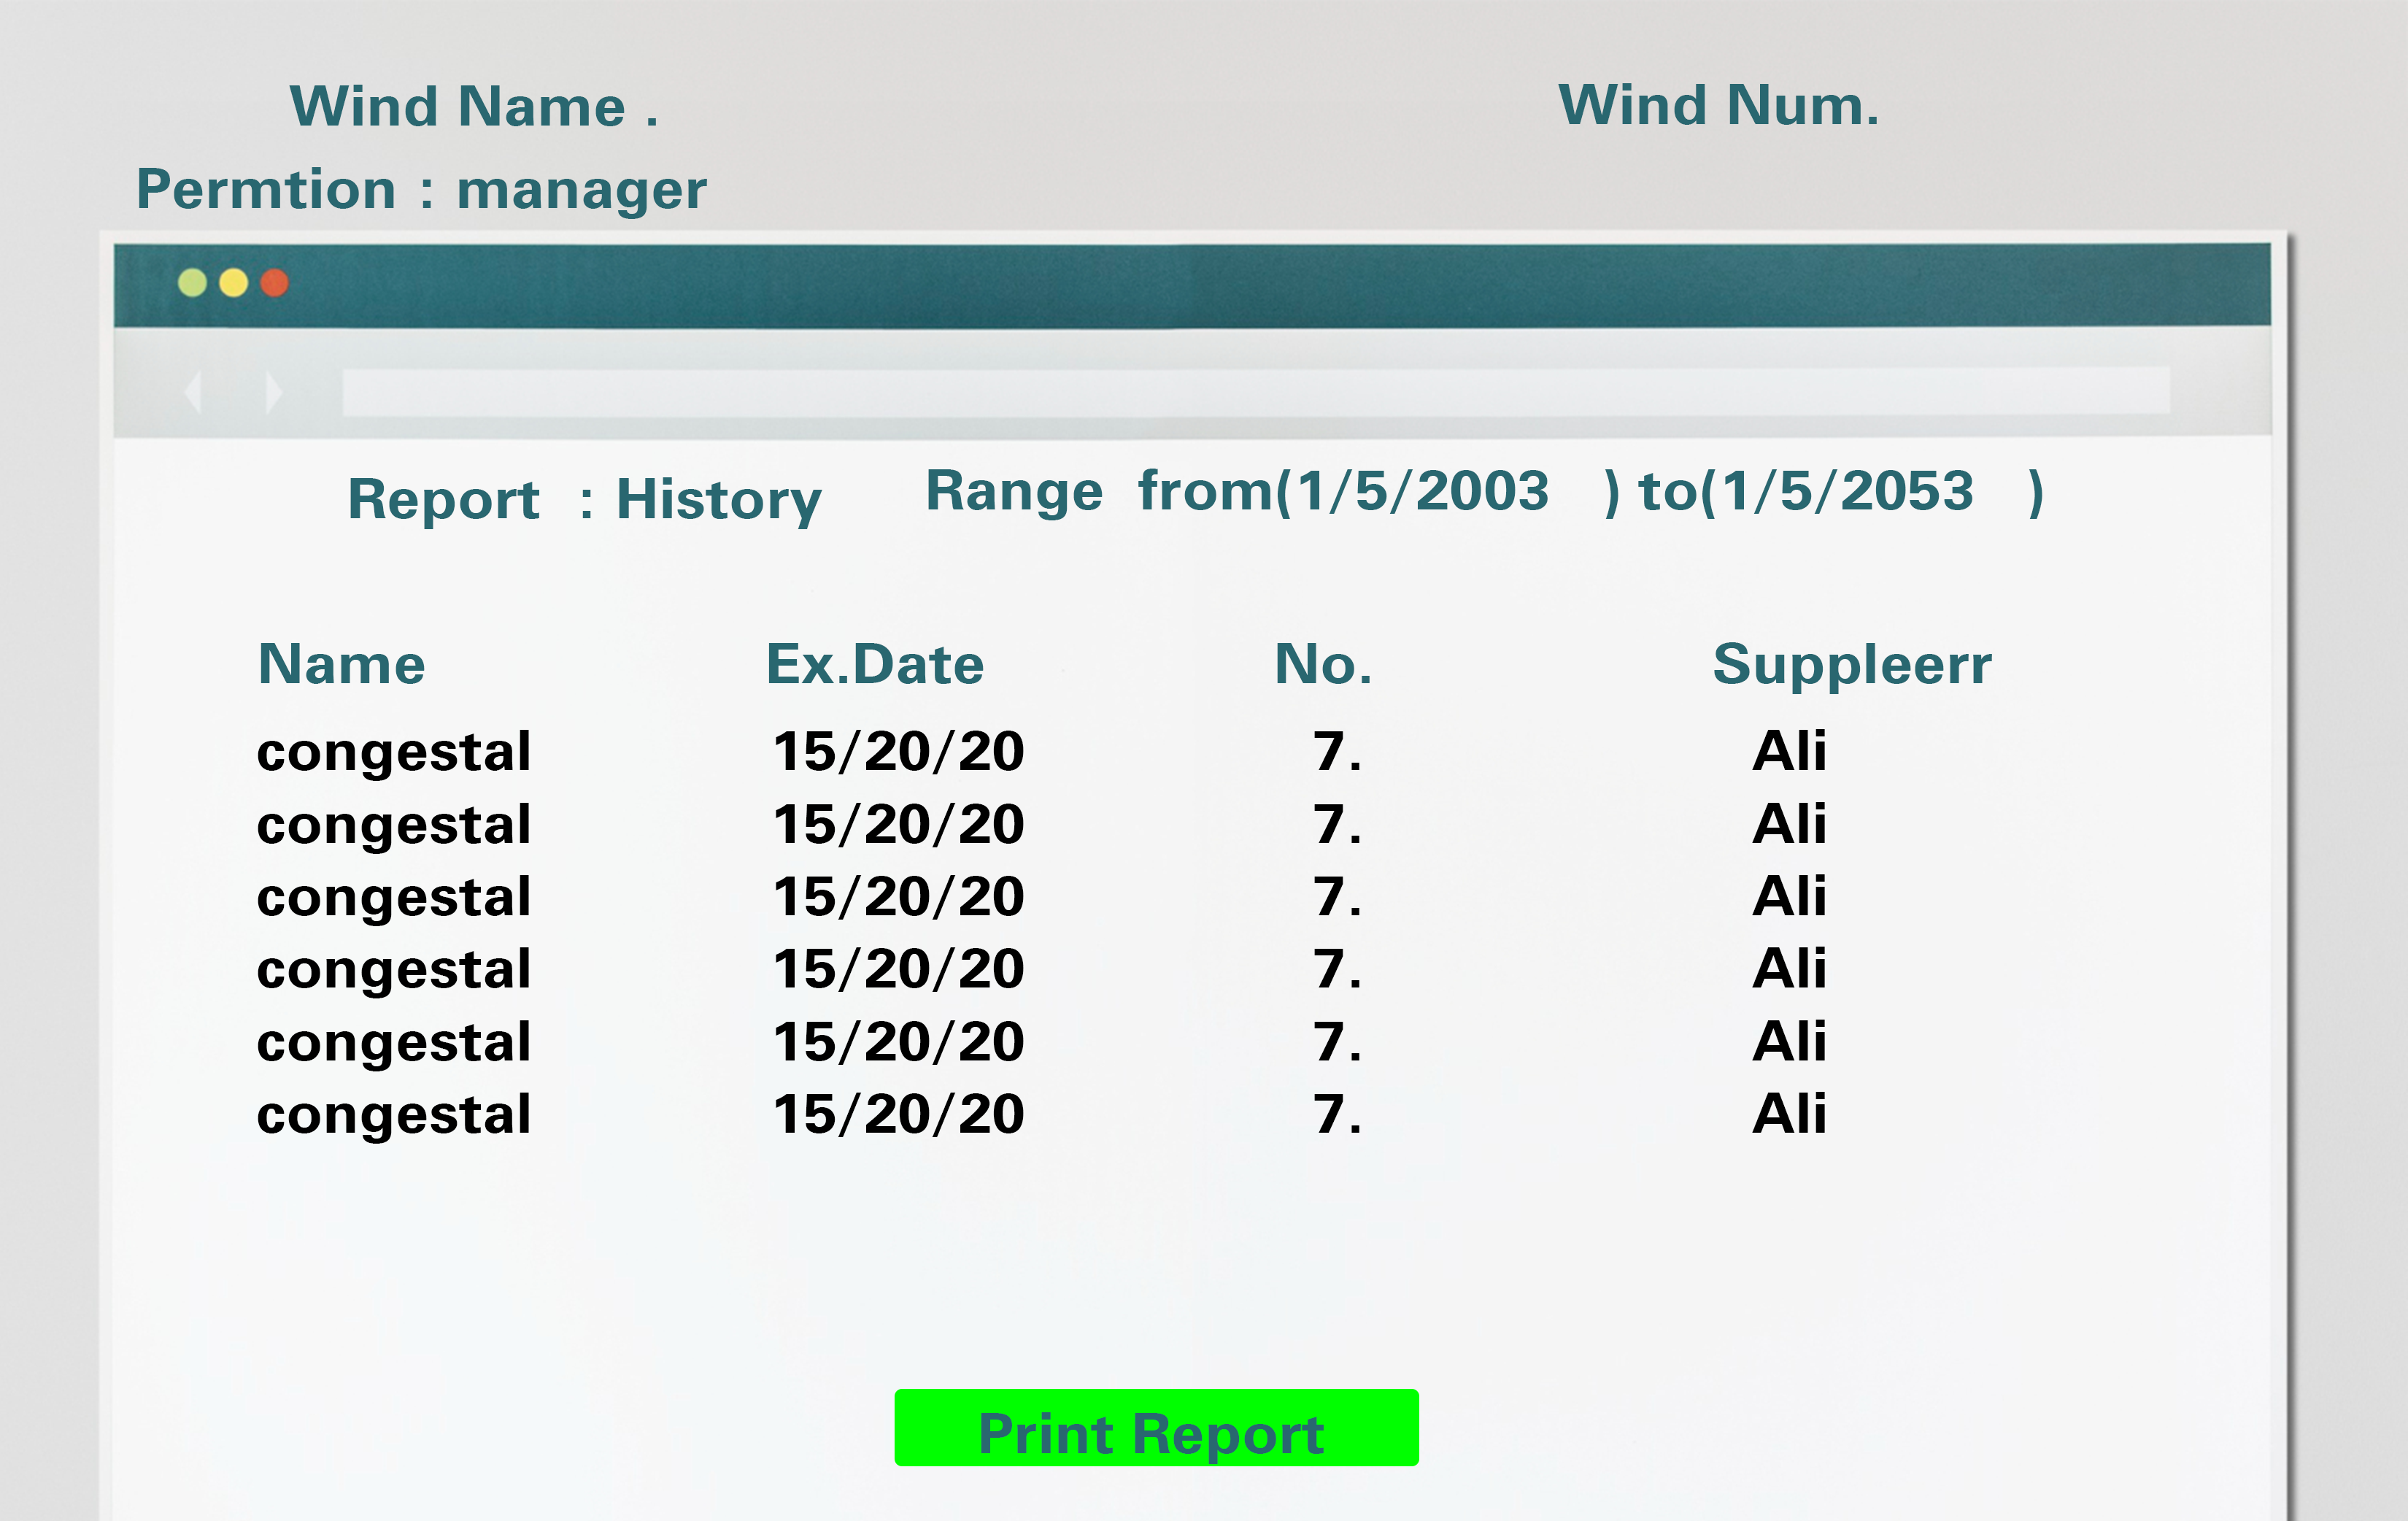 Wind Name . Wind Num.
Permtion : manager
Report : History Range from(1/5/2003 ) to(1/5/2053 )
Name Ex.Date No. Suppleerr
congestal 15/20/20 7. Ali
congestal 15/20/20 7. Ali
congestal 15/20/20 7. Ali
congestal 15/20/20 7. Ali
congestal 15/20/20 7. Ali
congestal 15/20/20 7. Ali
Print Report